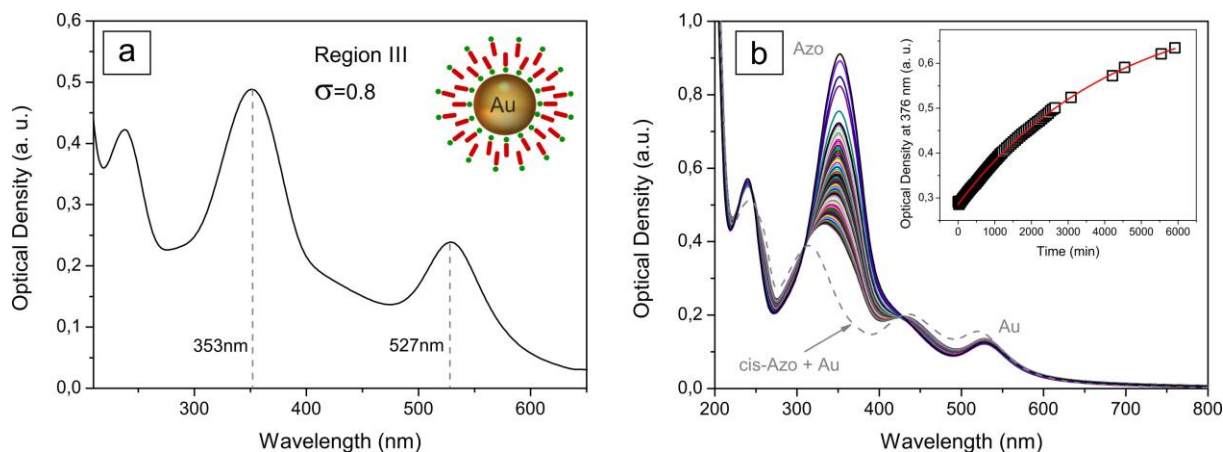 a
Region III
σ=0.8
Au
353nm
527nm
0,6
0,5
0,4
0,3
0,2
0,1
0,0
300
400
500
600
Wavelength (nm)
Optical Density (a. u.)
b
Azo
Au
cis-Azo + Au
1,0
0,8
0,6
0,4
0,2
0,0
200
300
400
500
600
700
800
Wavelength (nm)
Optical Density (a.u.)
Optical Density at 376 nm (a. u.)
0,6
0,5
0,4
0,3
0
1000
2000
3000
4000
5000
6000
Time (min)